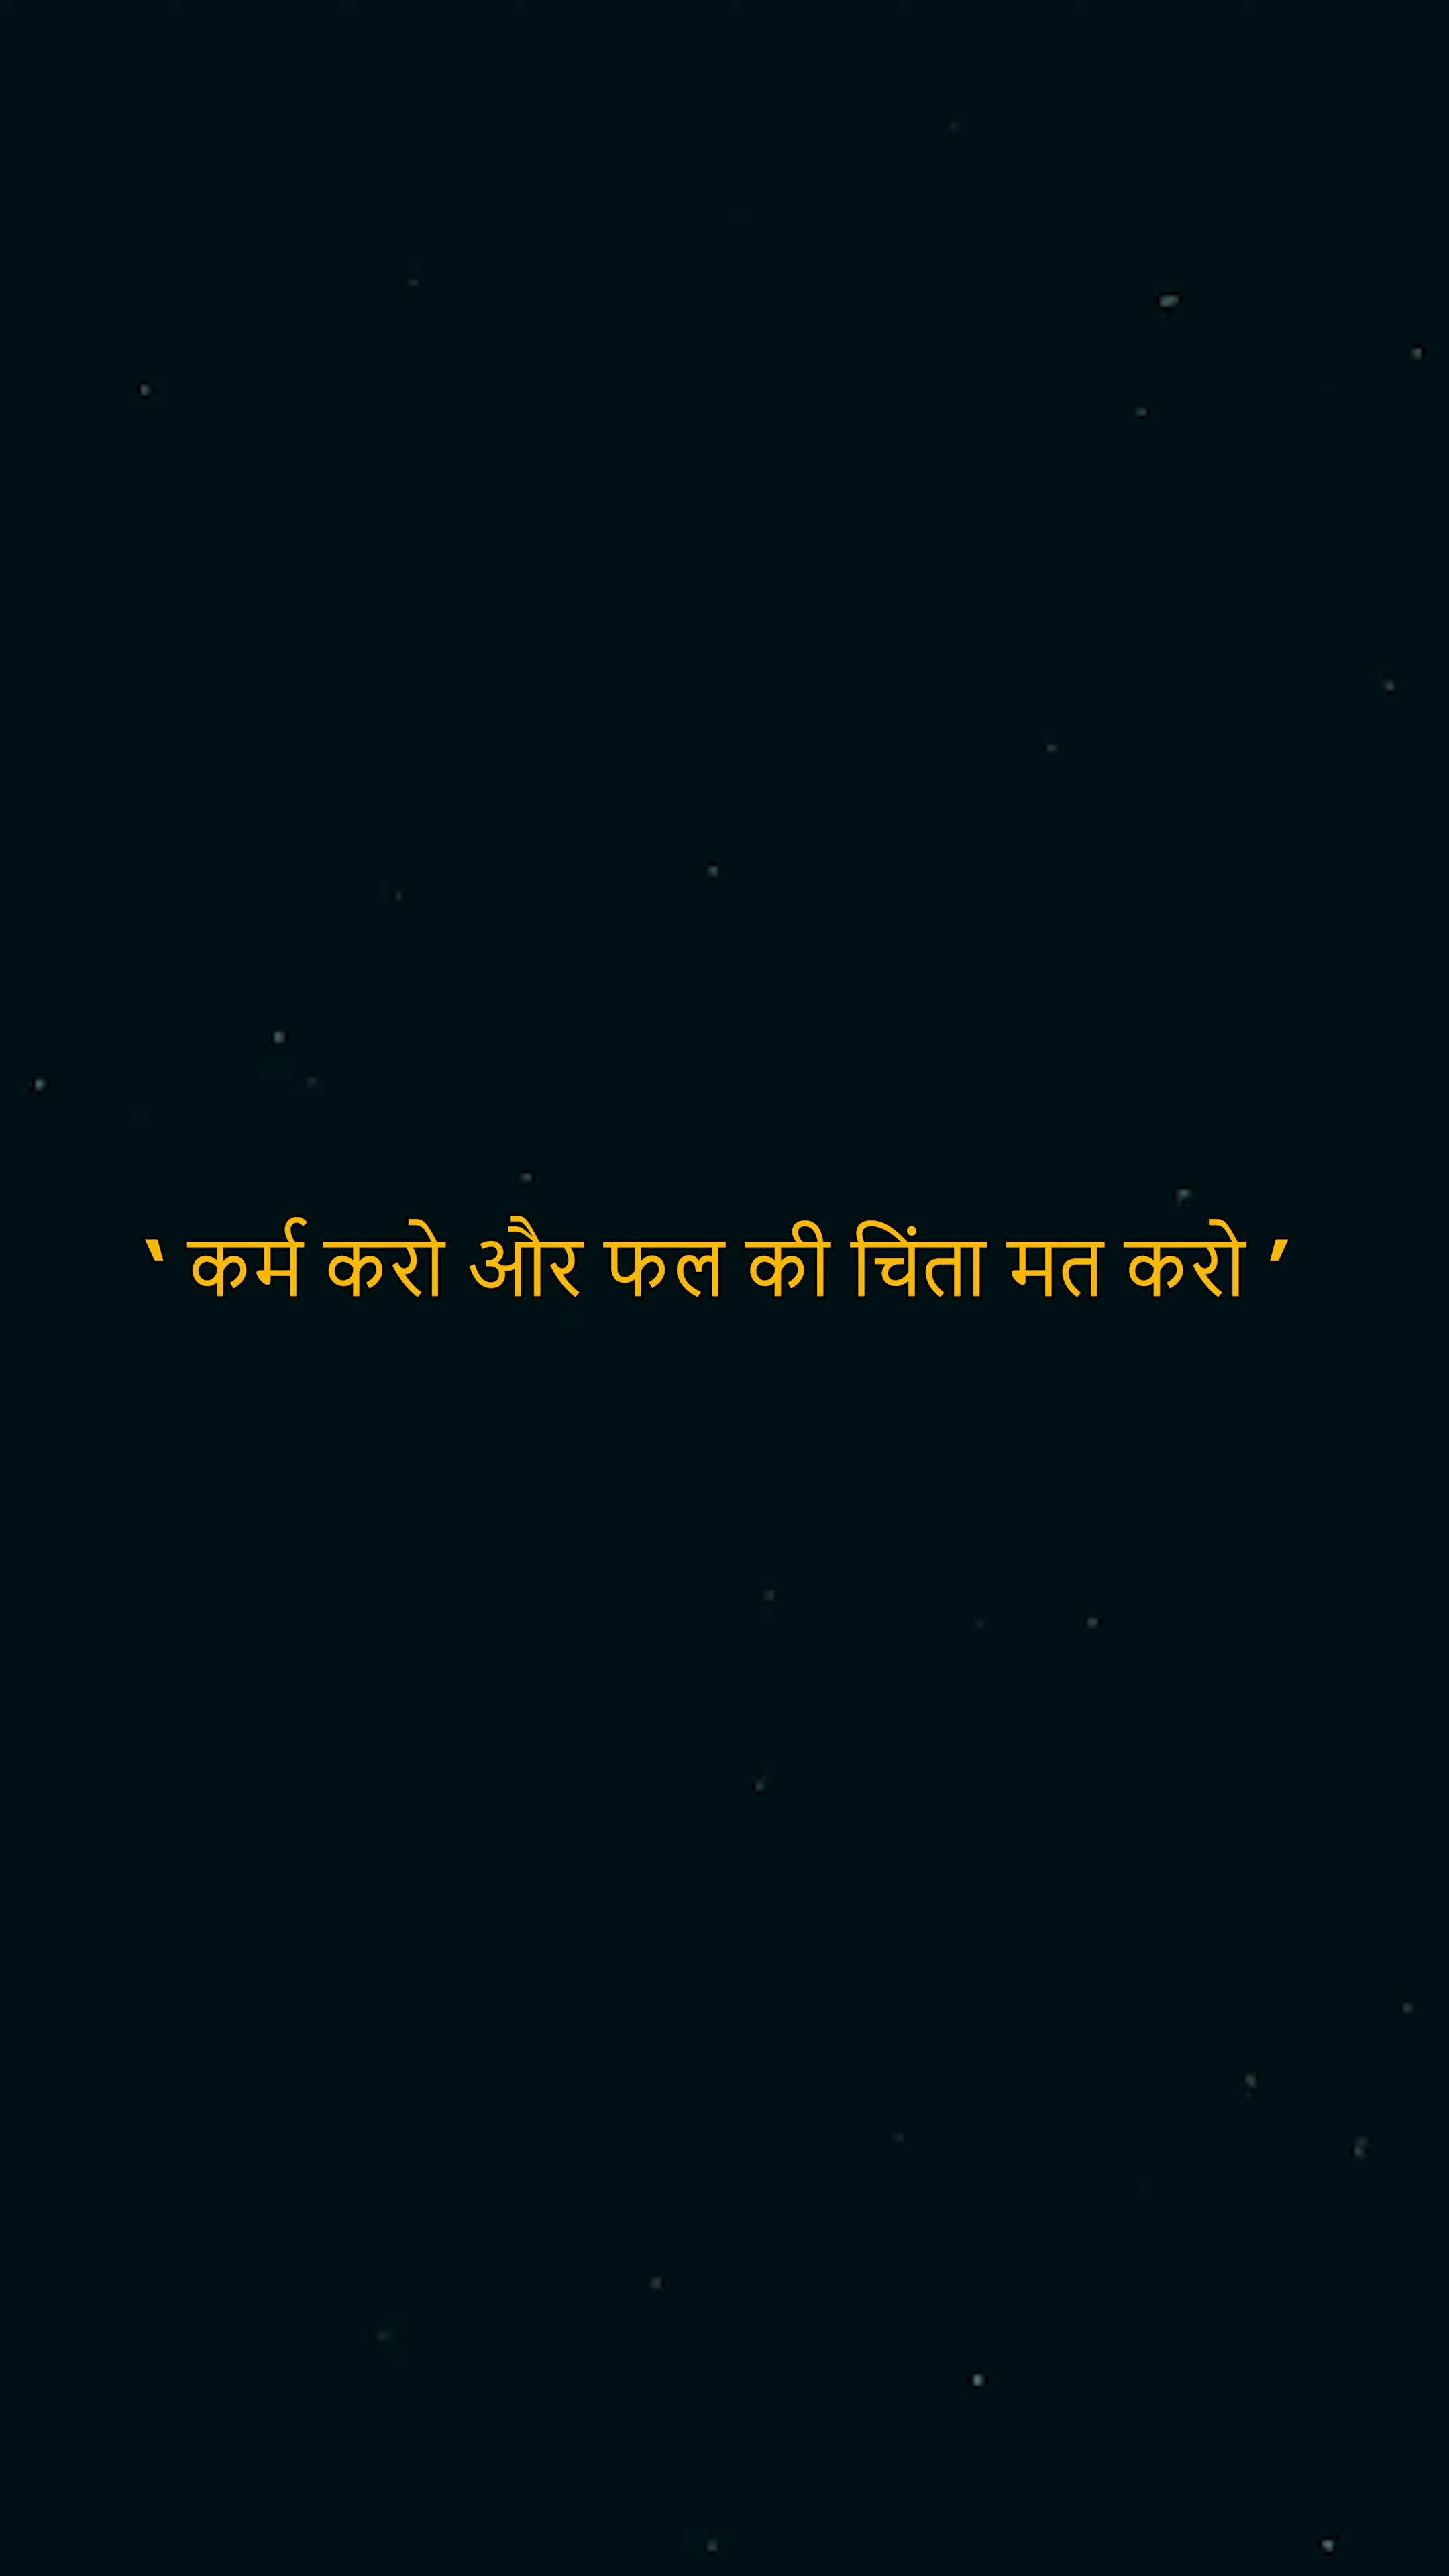 ‛ कर्म करो और फल की चिंता मत करो ’